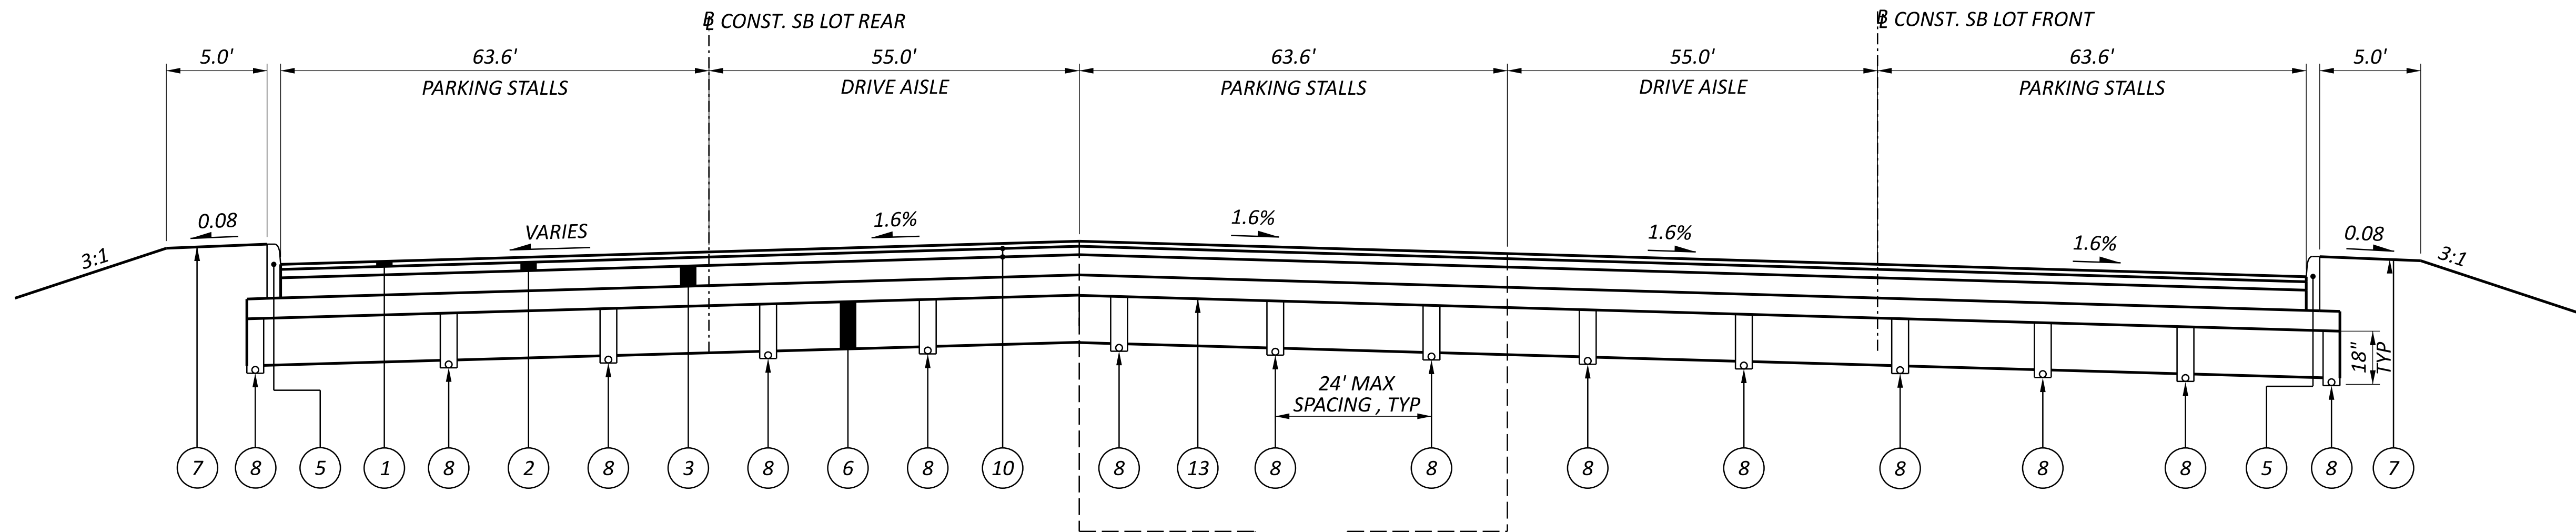 ℄ CONST. SB LOT REAR
℄ CONST. SB LOT FRONT
5.0' 63.6' 55.0' 63.6' 55.0' 63.6' 5.0'
PARKING STALLS DRIVE AISLE PARKING STALLS DRIVE AISLE PARKING STALLS
3:1 0.08 VARIES 1.6% 1.6% 1.6% 1.6% 0.08 3:1
18"
TYP
24' MAX
SPACING , TYP
7 8 5 1 8 2 8 3 8 6 8 10 8 13 8 8 8 8 8 8 8 5 8 7